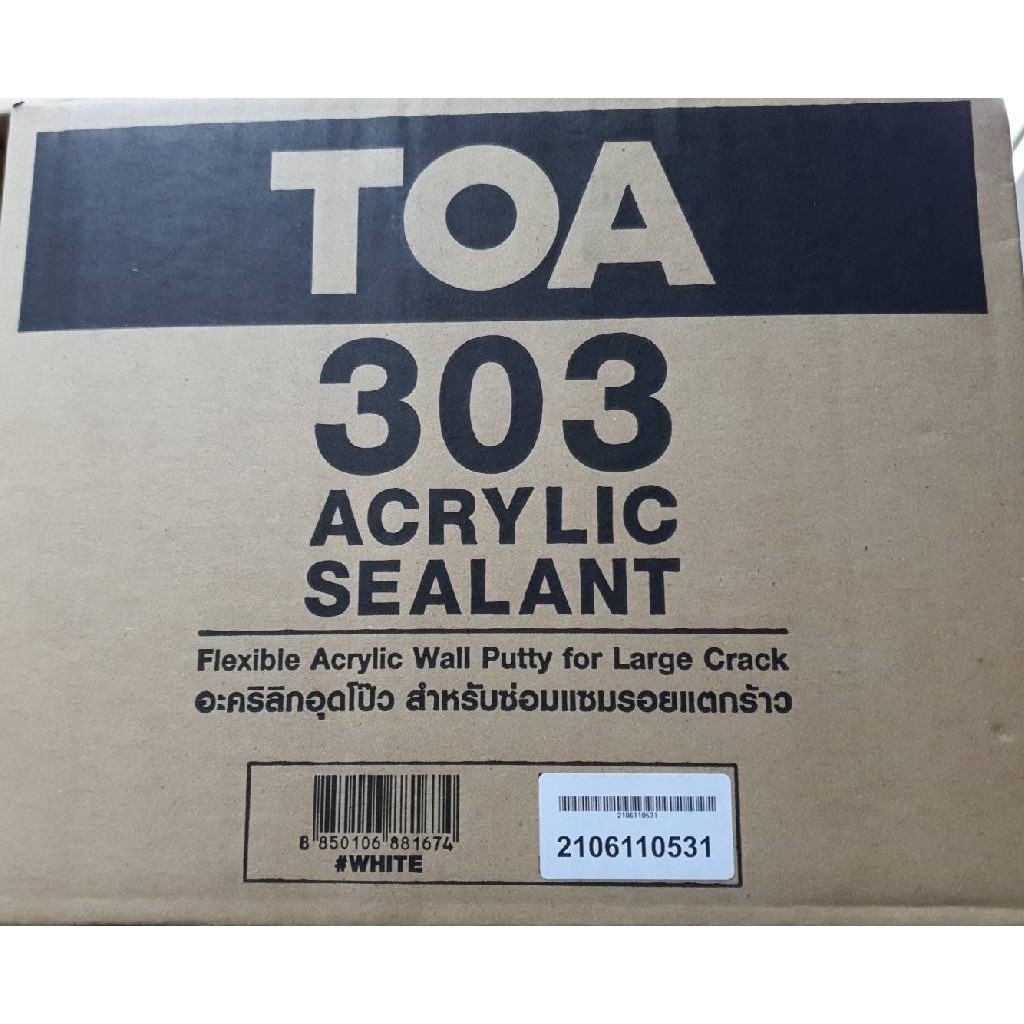 TOA
303
ACRYLIC
SEALANT
Flexible Acrylic Wall Putty for Large Crack
อะคริลิกอุดโป๊ว สำหรับซ่อมแซมรอยแตกร้าว
8 850106 881674
#WHITE
2106110531
2106110531